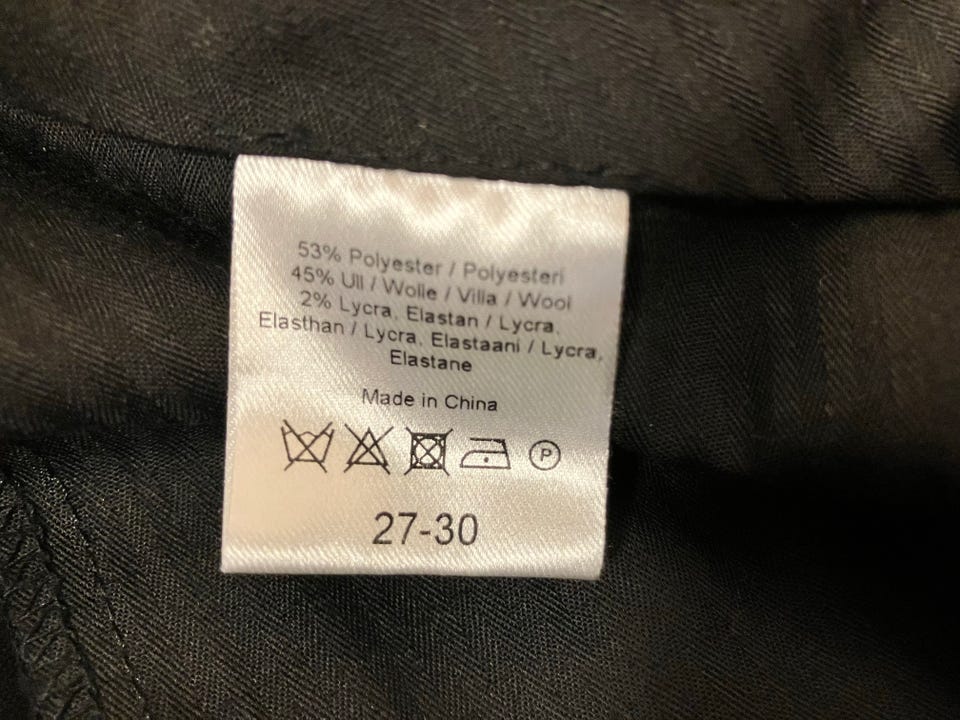 53% Polyester / Polyesteri
45% Ull / Wolle / Villa / Wool
2% Lycra, Elastan / Lycra,
Elasthan / Lycra, Elastaani / Lycra,
Elastane
Made in China
P
27-30